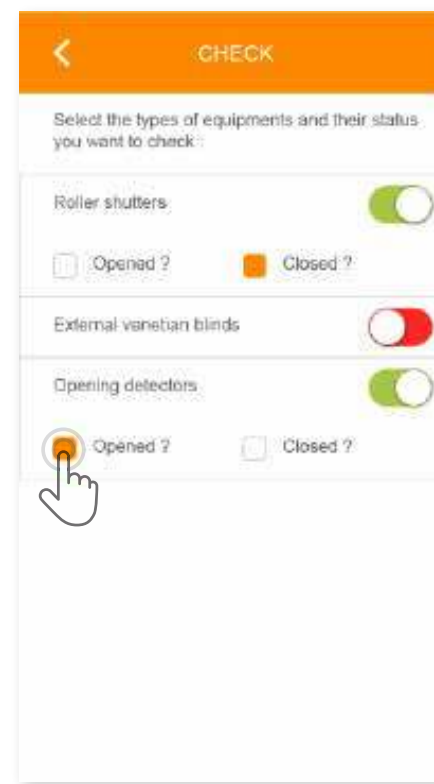 CHECK
Select the types of equipments and their status
you want to check :
Roller shutters
Opened ? Closed ?
External venetian blinds
Opening detectors
Opened ? Closed ?